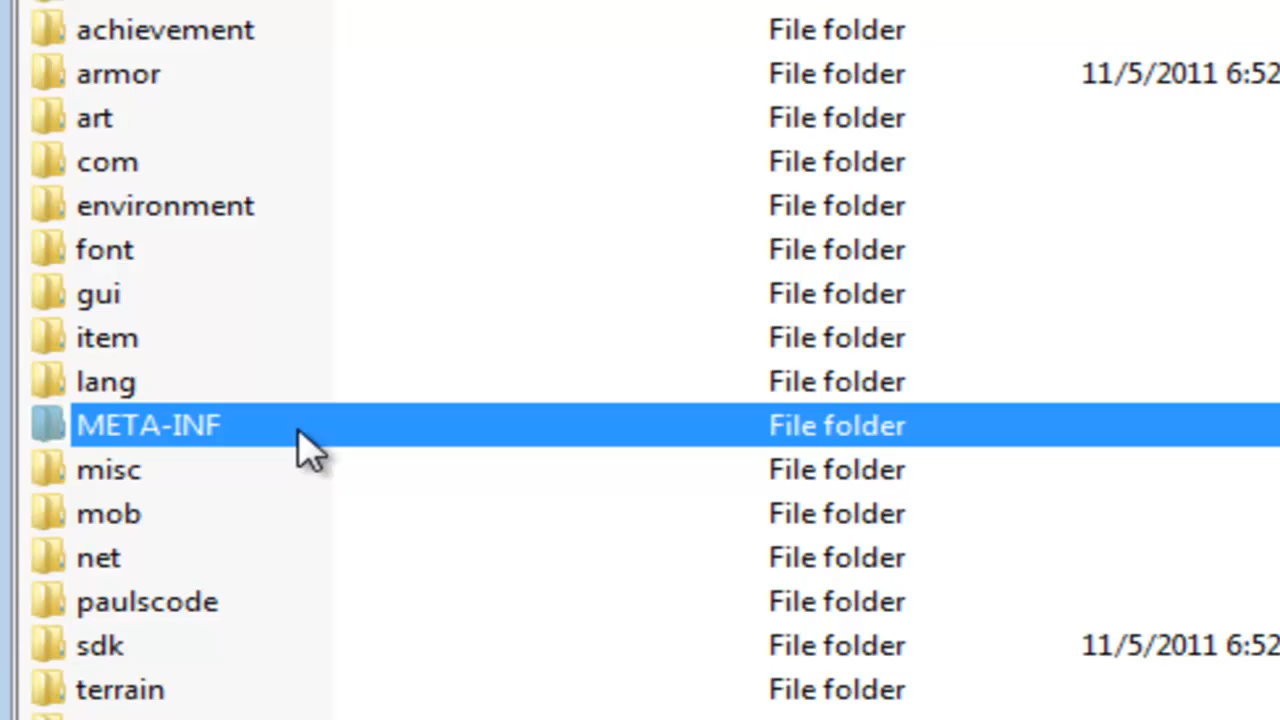 achievement File folder
armor File folder 11/5/2011 6:52
art File folder
com File folder
environment File folder
font File folder
gui File folder
item File folder
lang File folder
META-INF File folder
misc File folder
mob File folder
net File folder
paulscode File folder
sdk File folder 11/5/2011 6:52
terrain File folder